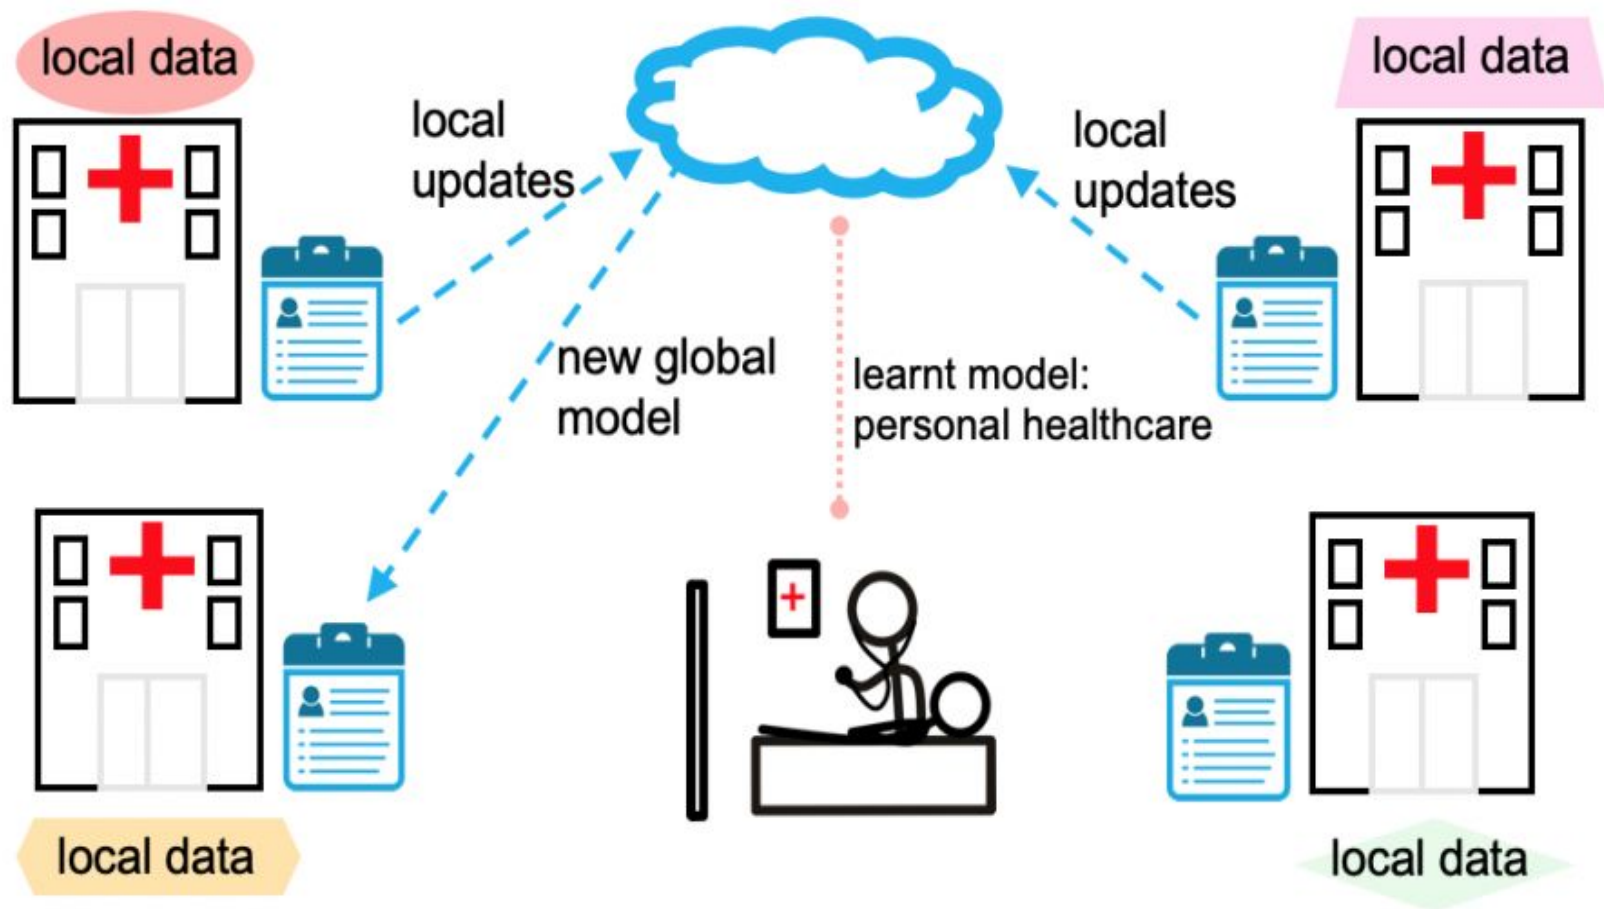 local data
local data
local
updates
local
updates
new global
model
learnt model:
personal healthcare
local data
local data